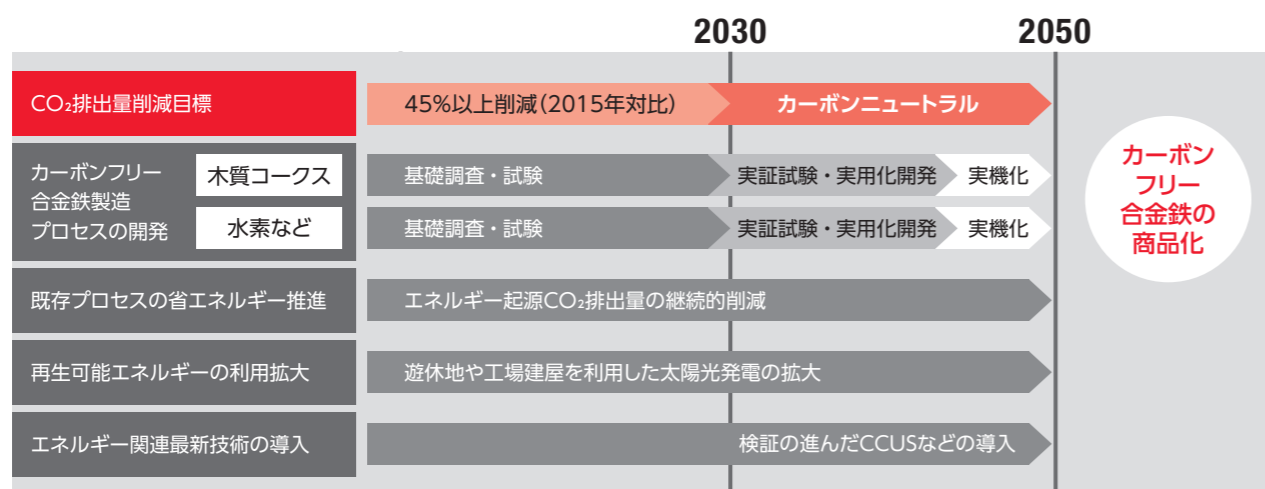 2030
2050
CO₂排出量削減目標
45%以上削減(2015年対比)
カーボンニュートラル
カーボンフリー
合金鉄製造
プロセスの開発
木質コークス
基礎調査・試験
実証試験・実用化開発
実機化
水素など
基礎調査・試験
実証試験・実用化開発
実機化
既存プロセスの省エネルギー推進
エネルギー起源CO₂排出量の継続的削減
再生可能エネルギーの利用拡大
遊休地や工場建屋を利用した太陽光発電の拡大
エネルギー関連最新技術の導入
検証の進んだCCUSなどの導入
カーボン
フリー
合金鉄の
商品化